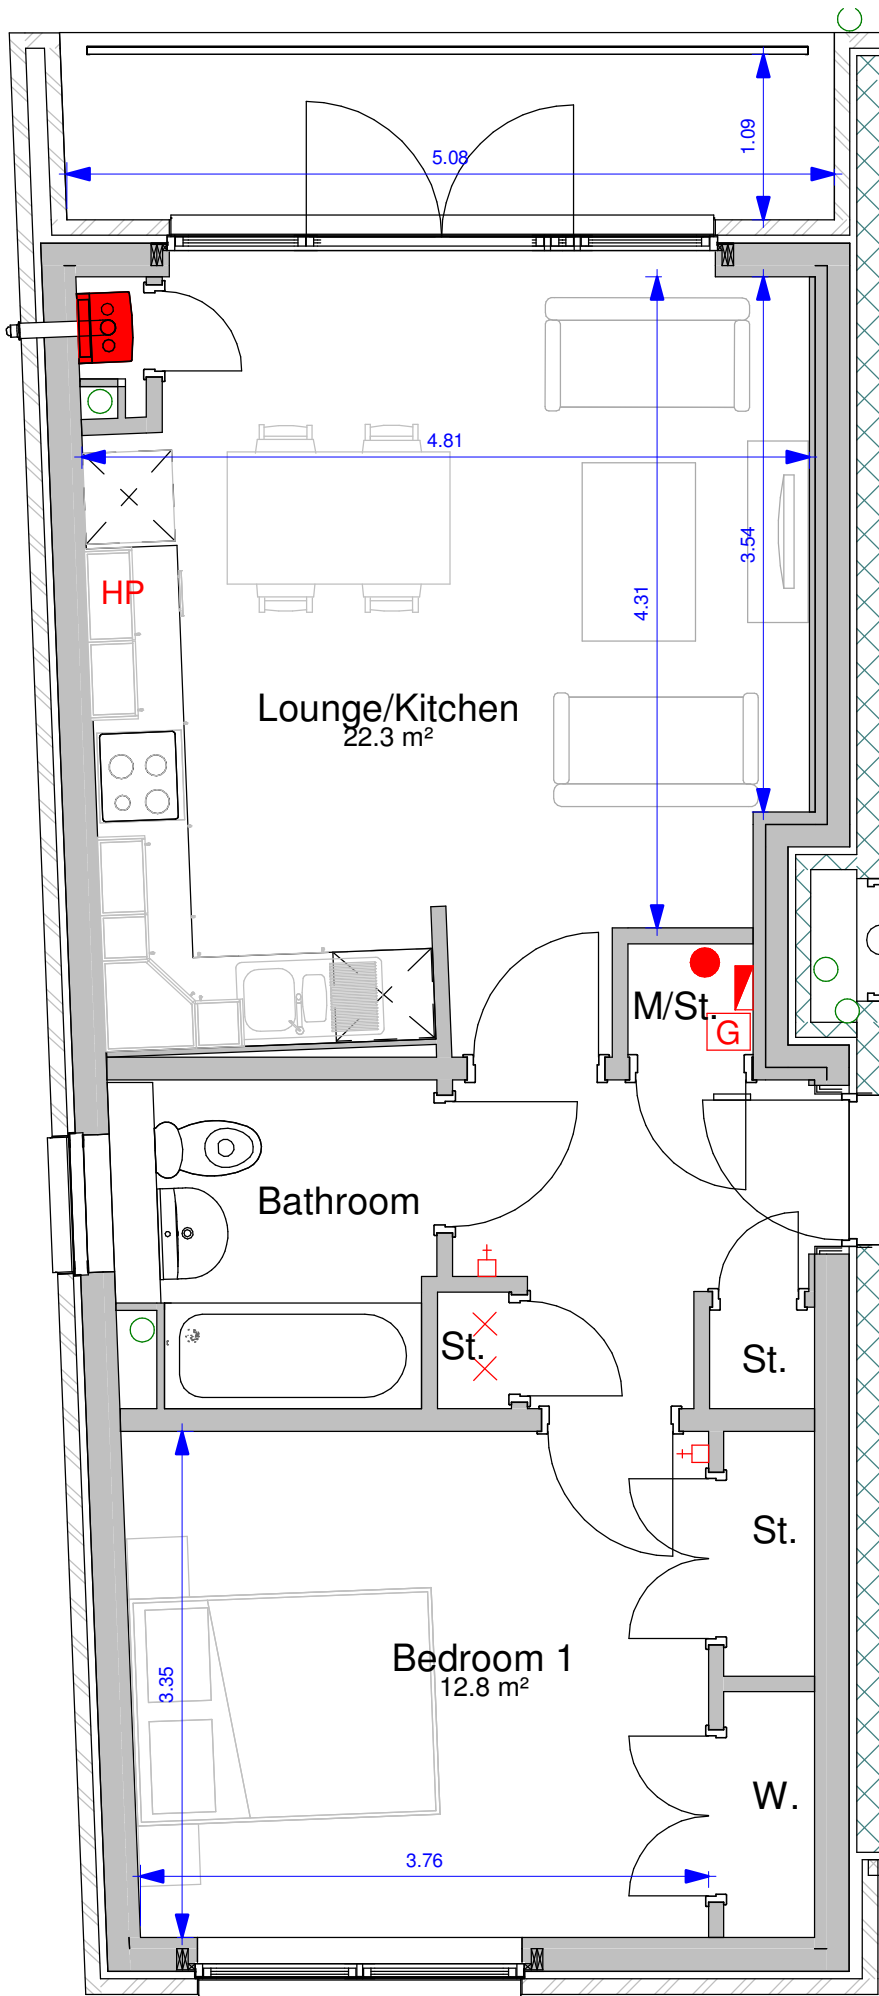 1.09
5.08
4.81
3.54
HP
4.31
Lounge/Kitchen
22.3 m²
M/St.
G
Bathroom
St.
St.
St.
Bedroom 1
12.8 m²
3.35
W.
3.76